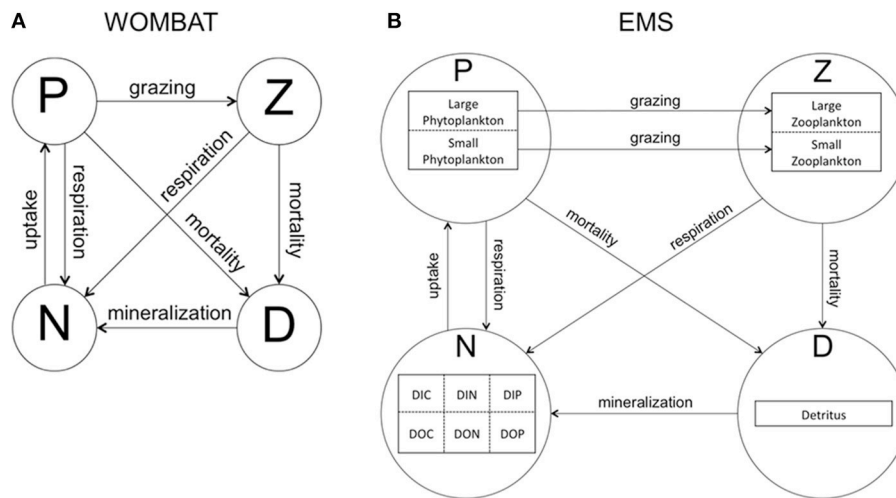 A
WOMBAT
P
grazing
Z
uptake
respiration
respiration
mortality
mortality
N
mineralization
D
B
EMS
P
Large
Phytoplankton
Small
Phytoplankton
grazing
grazing
Z
Large
Zooplankton
Small
Zooplankton
uptake
respiration
mortality
respiration
mortality
N
DIC DIN DIP
DOC DON DOP
mineralization
D
Detritus